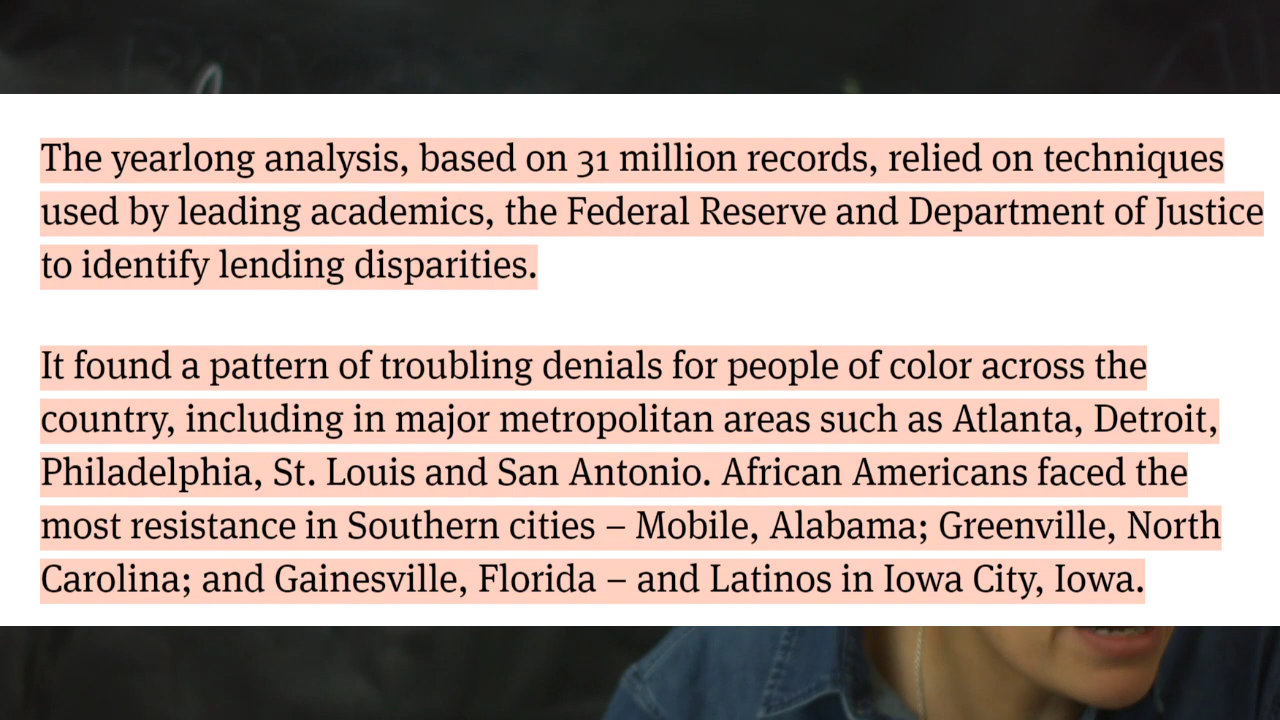 The yearlong analysis, based on 31 million records, relied on techniques
used by leading academics, the Federal Reserve and Department of Justice
to identify lending disparities.
It found a pattern of troubling denials for people of color across the
country, including in major metropolitan areas such as Atlanta, Detroit,
Philadelphia, St. Louis and San Antonio. African Americans faced the
most resistance in Southern cities – Mobile, Alabama; Greenville, North
Carolina; and Gainesville, Florida – and Latinos in Iowa City, Iowa.